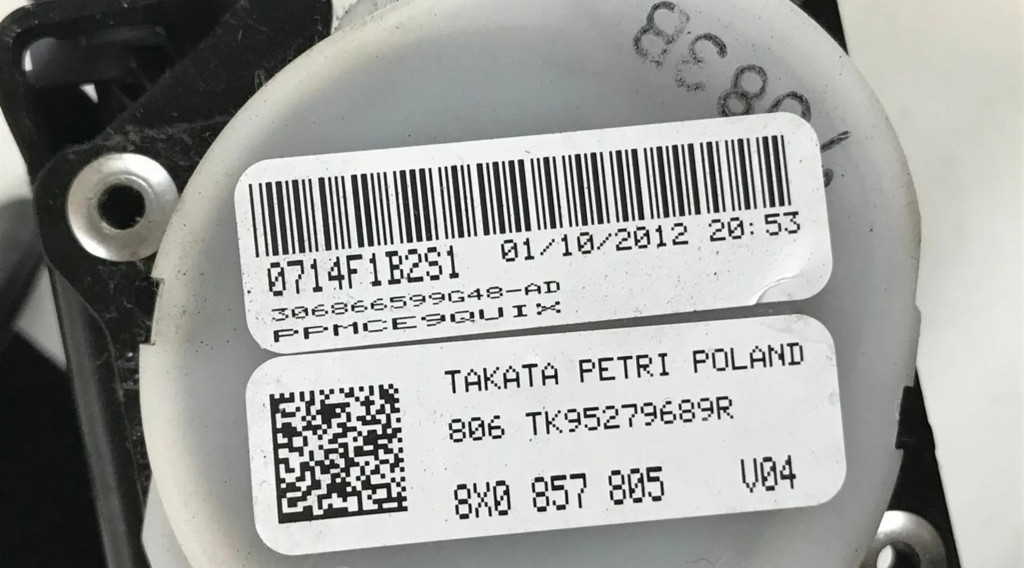 0714F1B2S1 01/10/2012 20:53
306866599G48-AD
PPMCE9QUIX
TAKATA PETRI POLAND
806 TK95279689R
8X0 857 805 V04